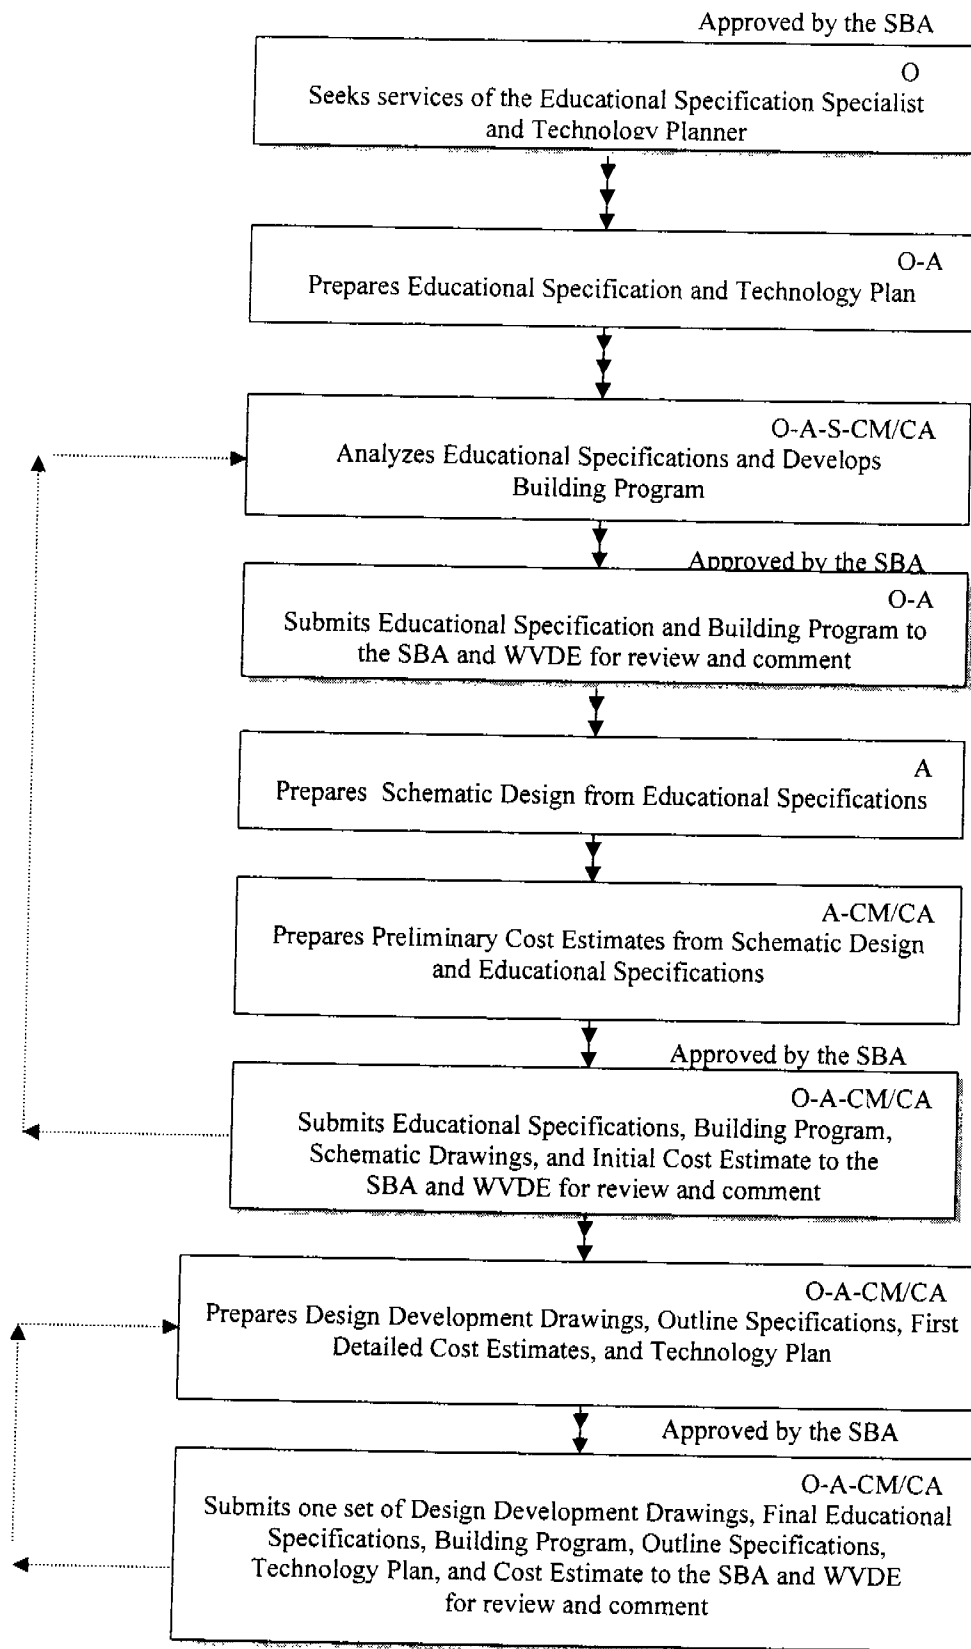 Approved by the SBA
O
Seeks services of the Educational Specification Specialist
and Technology Planner
O-A
Prepares Educational Specification and Technology Plan
O-A-S-CM/CA
Analyzes Educational Specifications and Develops
Building Program
Approved by the SBA
O-A
Submits Educational Specification and Building Program to
the SBA and WVDE for review and comment
A
Prepares Schematic Design from Educational Specifications
A-CM/CA
Prepares Preliminary Cost Estimates from Schematic Design
and Educational Specifications
Approved by the SBA
O-A-CM/CA
Submits Educational Specifications, Building Program,
Schematic Drawings, and Initial Cost Estimate to the
SBA and WVDE for review and comment
O-A-CM/CA
Prepares Design Development Drawings, Outline Specifications, First
Detailed Cost Estimates, and Technology Plan
Approved by the SBA
O-A-CM/CA
Submits one set of Design Development Drawings, Final Educational
Specifications, Building Program, Outline Specifications,
Technology Plan, and Cost Estimate to the SBA and WVDE
for review and comment